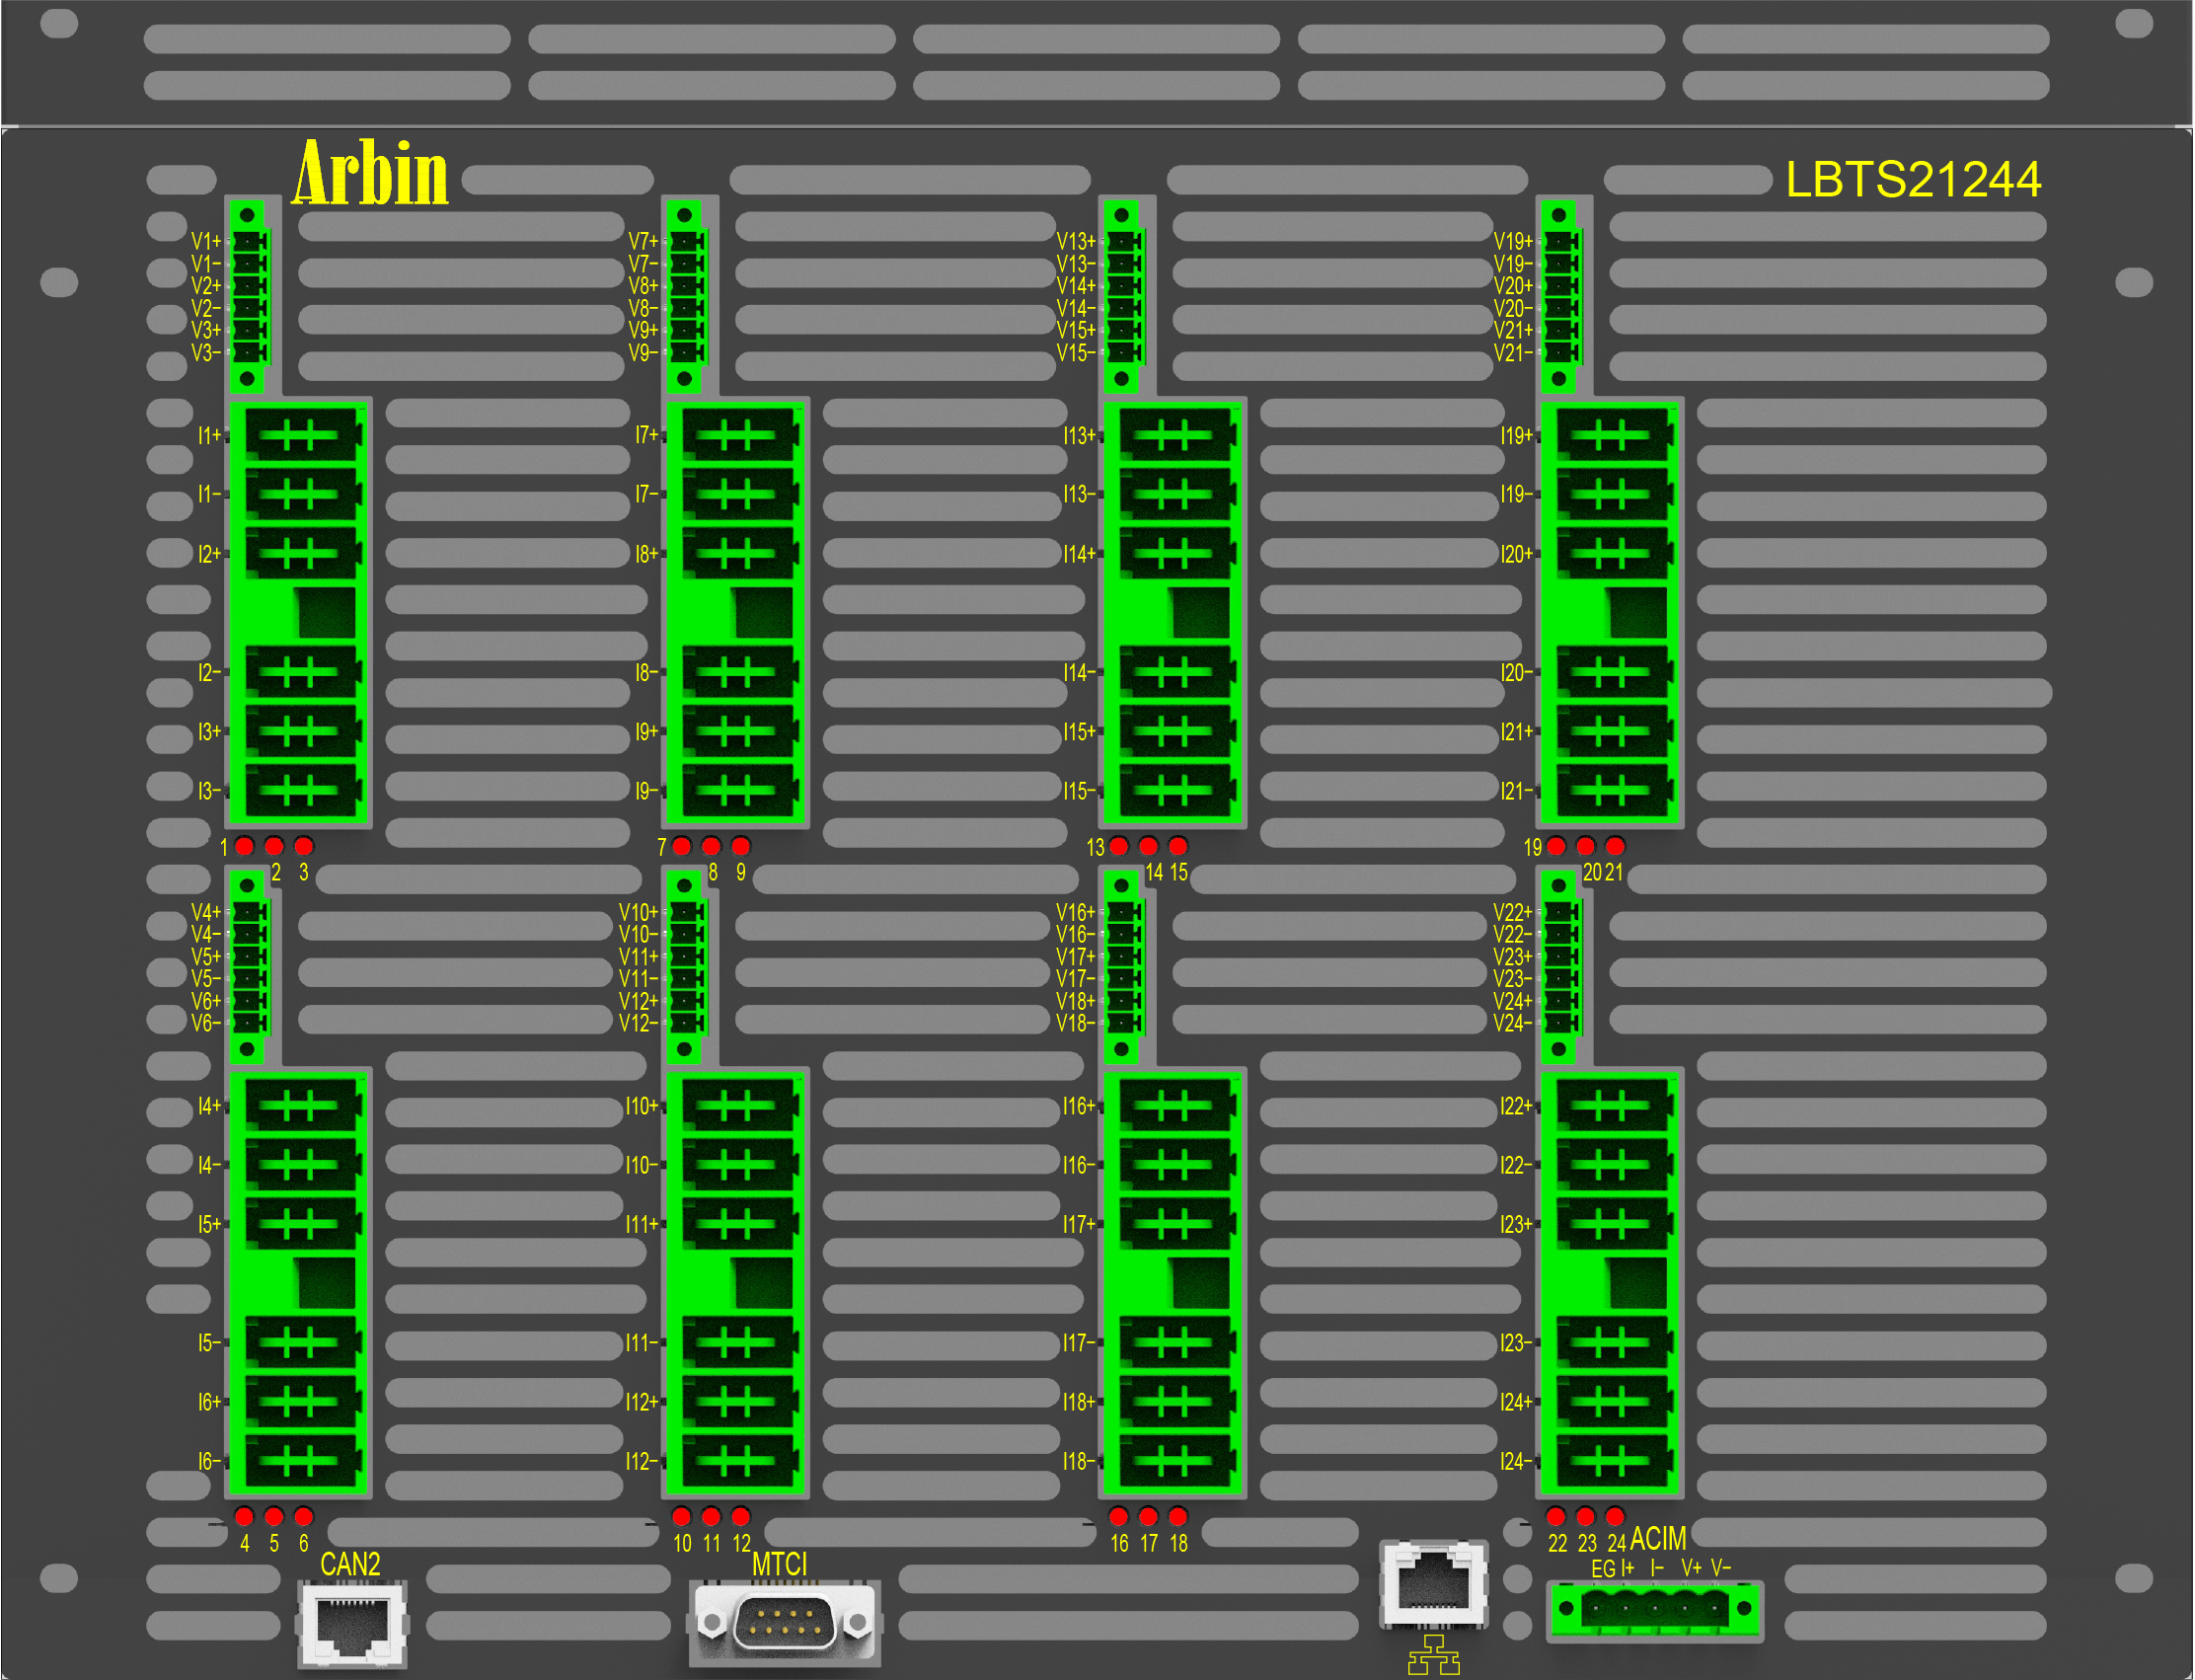 Arbin
LBTS21244
V1+ V7+ V13+ V19+
V1- V7- V13- V19-
V2+ V8+ V14+ V20+
V2- V8- V14- V20-
V3+ V9+ V15+ V21+
V3- V9- V15- V21-
I1+ I7+ I13+ I19+
I1- I7- I13- I19-
I2+ I8+ I14+ I20+
I2- I8- I14- I20-
I3+ I9+ I15+ I21+
I3- I9- I15- I21-
1 7 13 19
2 3 8 9 14 15 20 21
V4+ V10+ V16+ V22+
V4- V10- V16- V22-
V5+ V11+ V17+ V23+
V5- V11- V17- V23-
V6+ V12+ V18+ V24+
V6- V12- V18- V24-
I4+ I10+ I16+ I22+
I4- I10- I16- I22-
I5+ I11+ I17+ I23+
I5- I11- I17- I23-
I6+ I12+ I18+ I24+
I6- I12- I18- I24-
4 5 6 10 11 12 16 17 18 22 23 24 ACIM
CAN2 MTCI EG I+ I- V+ V-